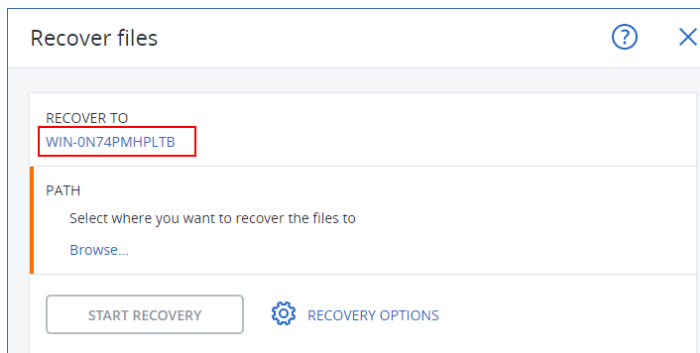 Recover files
RECOVER TO
WIN-0N74PMHPLTB
PATH
Select where you want to recover the files to
Browse...
START RECOVERY
RECOVERY OPTIONS